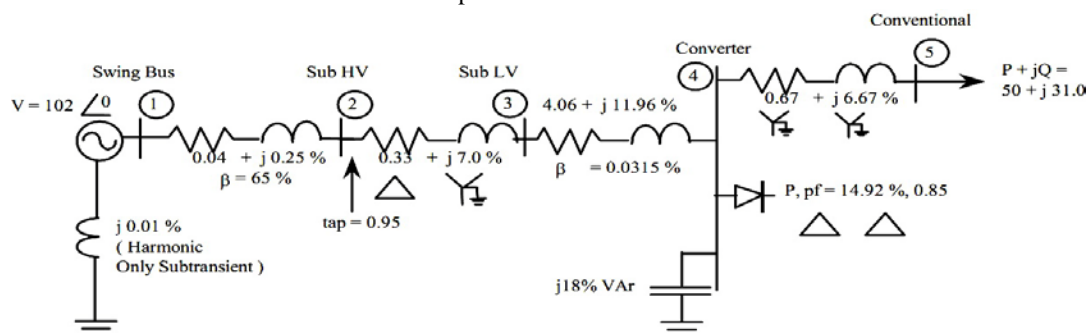 Conventional
Converter
5
Swing Bus
Sub HV
Sub LV
4
V = 102 ∠0
1
2
3
4.06 + j 11.96 %
0.67 + j 6.67 %
P + jQ =
50 + j 31.0
0.04 + j 0.25 %
β = 65 %
0.33 + j 7.0 %
β = 0.0315 %
P, pf = 14.92 %, 0.85
tap = 0.95
j 0.01 %
( Harmonic
Only Subtransient )
j18% VAr